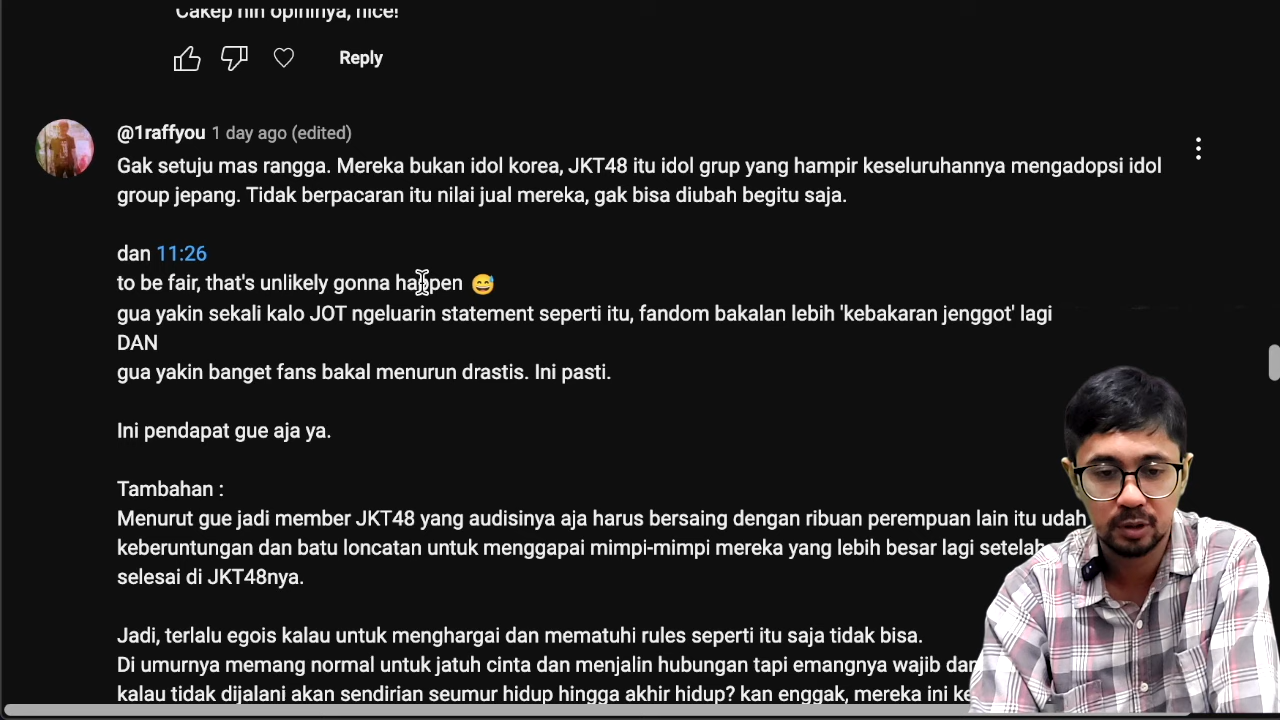 Cakep nih opininya, nice!
Reply
@1raffyou 1 day ago (edited)
Gak setuju mas rangga. Mereka bukan idol korea, JKT48 itu idol grup yang hampir keseluruhannya mengadopsi idol
group jepang. Tidak berpacaran itu nilai jual mereka, gak bisa diubah begitu saja.
dan 11:26
to be fair, that's unlikely gonna happen 😅
gua yakin sekali kalo JOT ngeluarin statement seperti itu, fandom bakalan lebih 'kebakaran jenggot' lagi
DAN
gua yakin banget fans bakal menurun drastis. Ini pasti.
Ini pendapat gue aja ya.
Tambahan :
Menurut gue jadi member JKT48 yang audisinya aja harus bersaing dengan ribuan perempuan lain itu udah
keberuntungan dan batu loncatan untuk menggapai mimpi-mimpi mereka yang lebih besar lagi setelah
selesai di JKT48nya.
Jadi, terlalu egois kalau untuk menghargai dan mematuhi rules seperti itu saja tidak bisa.
Di umurnya memang normal untuk jatuh cinta dan menjalin hubungan tapi emangnya wajib
kalau tidak dijalani akan sendirian seumur hidup hingga akhir hidup? kan enggak, mereka ini